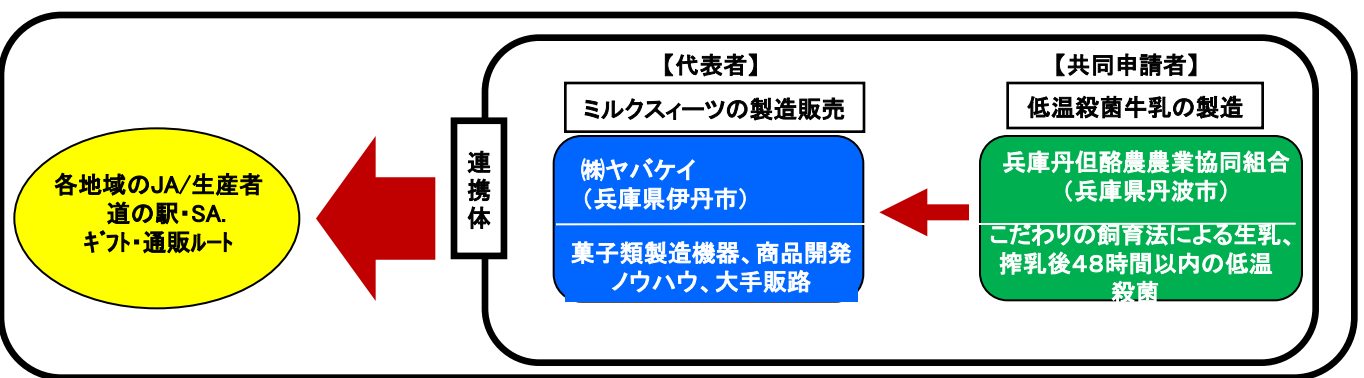 【代表者】
ミルクスィーツの製造販売
㈱ヤバケイ
（兵庫県伊丹市）
菓子類製造機器、商品開発
ノウハウ、大手販路
【共同申請者】
低温殺菌牛乳の製造
兵庫丹但酪農農業協同組合
（兵庫県丹波市）
こだわりの飼育法による生乳、
搾乳後４８時間以内の低温
殺菌
連
携
体
各地域のJA/生産者
道の駅・SA.
ｷﾞﾌﾄ・通販ﾙｰﾄ